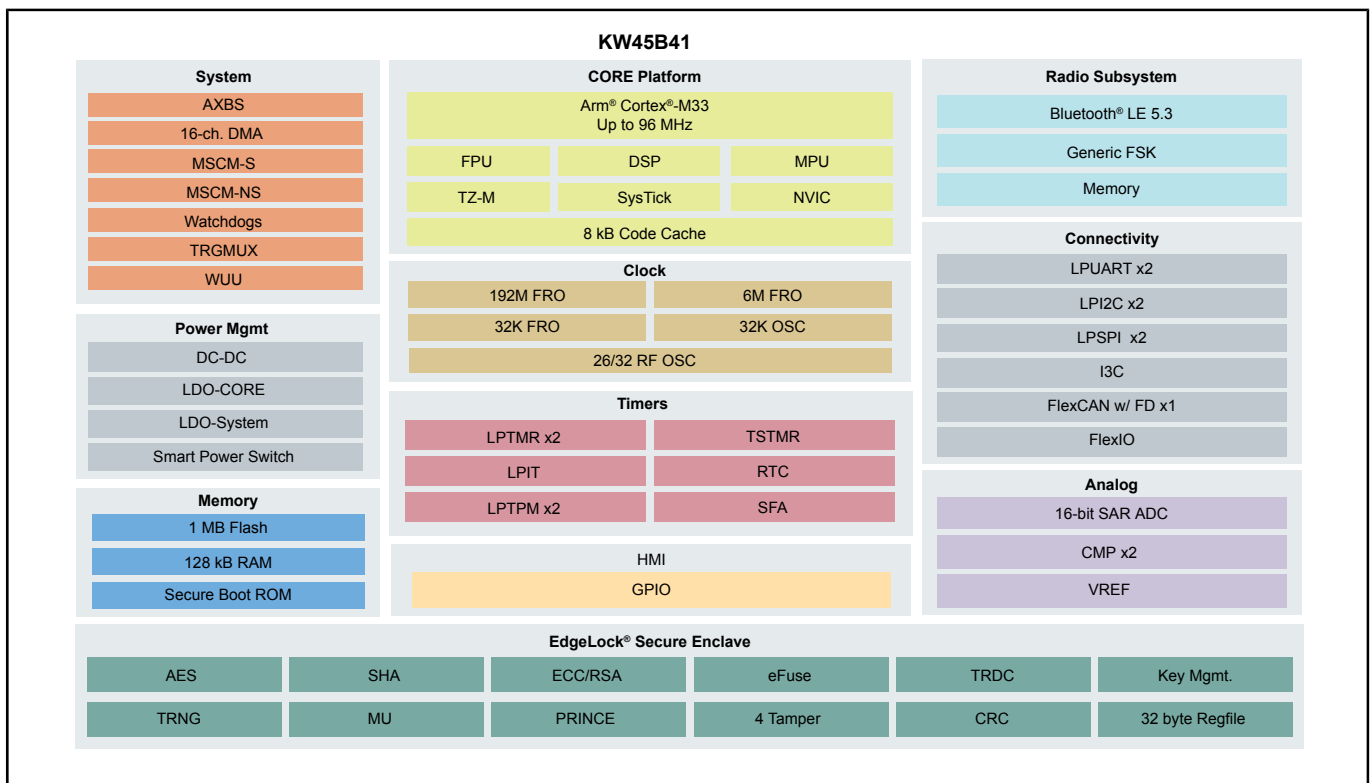 KW45B41
System
AXBS
16-ch. DMA
MSCM-S
MSCM-NS
Watchdogs
TRGMUX
WUU
Power Mgmt
DC-DC
LDO-CORE
LDO-System
Smart Power Switch
Memory
1 MB Flash
128 kB RAM
Secure Boot ROM
CORE Platform
Arm® Cortex®-M33
Up to 96 MHz
FPU DSP MPU
TZ-M SysTick NVIC
8 kB Code Cache
Clock
192M FRO 6M FRO
32K FRO 32K OSC
26/32 RF OSC
Timers
LPTMR x2 TSTMR
LPIT RTC
LPTPM x2 SFA
HMI
GPIO
Radio Subsystem
Bluetooth® LE 5.3
Generic FSK
Memory
Connectivity
LPUART x2
LPI2C x2
LPSPI x2
I3C
FlexCAN w/ FD x1
FlexIO
Analog
16-bit SAR ADC
CMP x2
VREF
EdgeLock® Secure Enclave
AES SHA ECC/RSA eFuse TRDC Key Mgmt.
TRNG MU PRINCE 4 Tamper CRC 32 byte Regfile